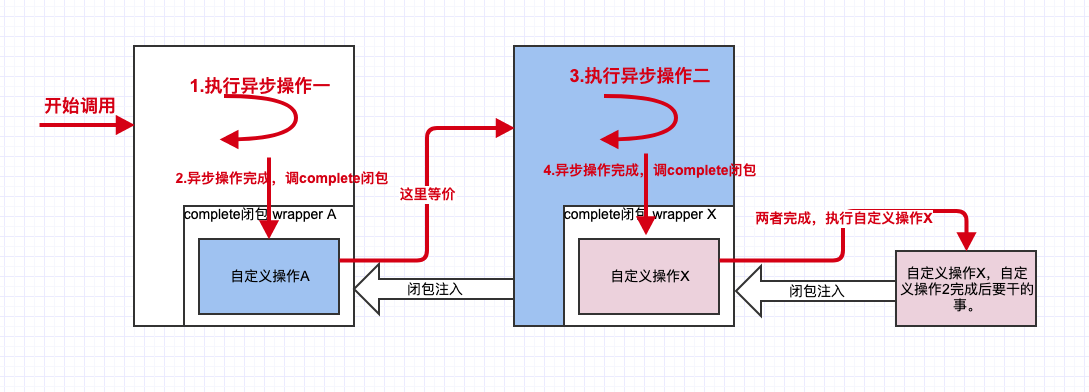 开始调用
1.执行异步操作一
2.异步操作完成，调complete闭包
complete闭包 wrapper A
自定义操作A
这里等价
闭包注入
3.执行异步操作二
4.异步操作完成，调complete闭包
complete闭包 wrapper X
自定义操作X
两者完成，执行自定义操作X
闭包注入
自定义操作X，自定
义操作2完成后要干的
事。